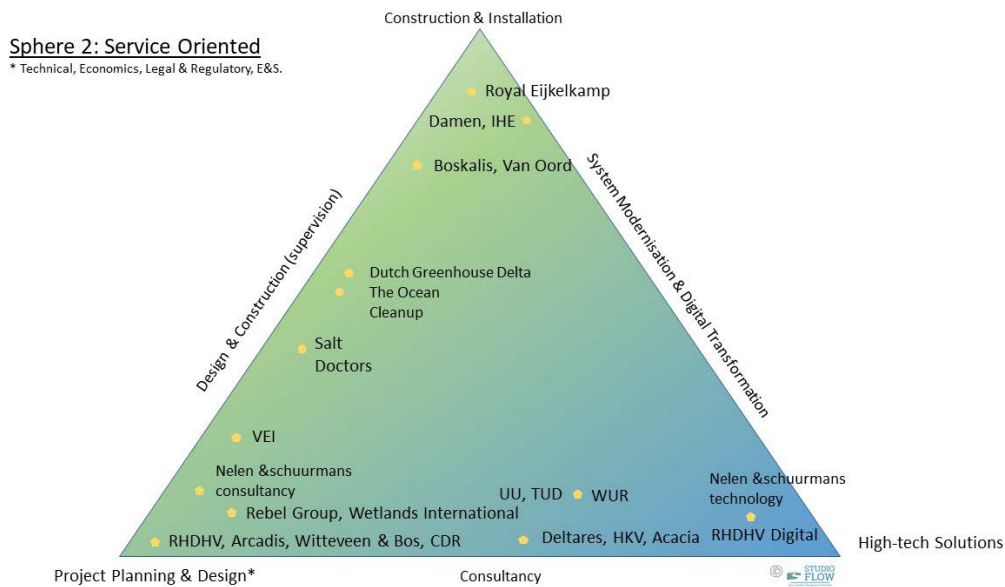 Construction & Installation
Sphere 2: Service Oriented
* Technical, Economics, Legal & Regulatory, E&S.
Royal Eijkelkamp
Damen, IHE
Boskalis, Van Oord
Design & Construction (supervision)
System Modernisation & Digital Transformation
Dutch Greenhouse Delta
The Ocean
Cleanup
Salt
Doctors
VEI
Nelen &schuurmans
consultancy
Rebel Group, Wetlands International
RHDHV, Arcadis, Witteveen & Bos, CDR
UU, TUD
WUR
Deltares, HKV, Acacia
Nelen &schuurmans
technology
RHDHV Digital
High-tech Solutions
Project Planning & Design*
Consultancy
©
STUDIO
FLOW